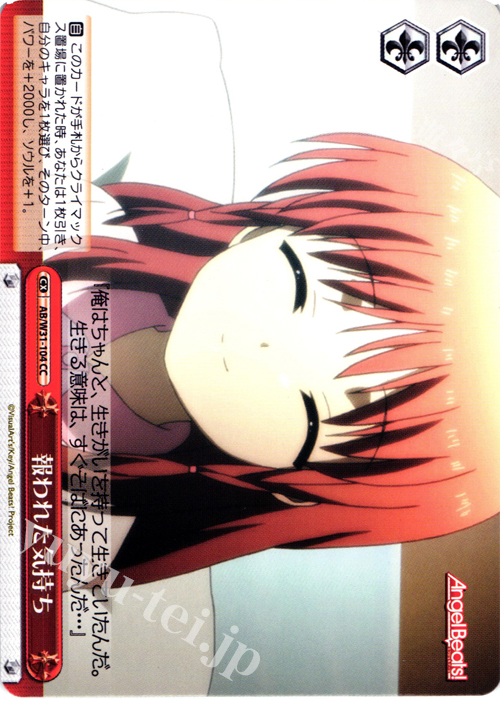 【自】このカードが手札からクライマック
ス置場に置かれた時、あなたは1枚引き、
自分のキャラを1枚選び、そのターン中、
パワーを＋2000し、ソウルを＋1。
『俺はちゃんと、生きがいを持って生きていたんだ。
生きる意味は、すぐそばにあったんだ…』
CX
AB/W31-104 CC
報われた気持ち
©VisualArt's/Key/Angel Beats! Project
AngelBeats!
yuyu-tei.jp